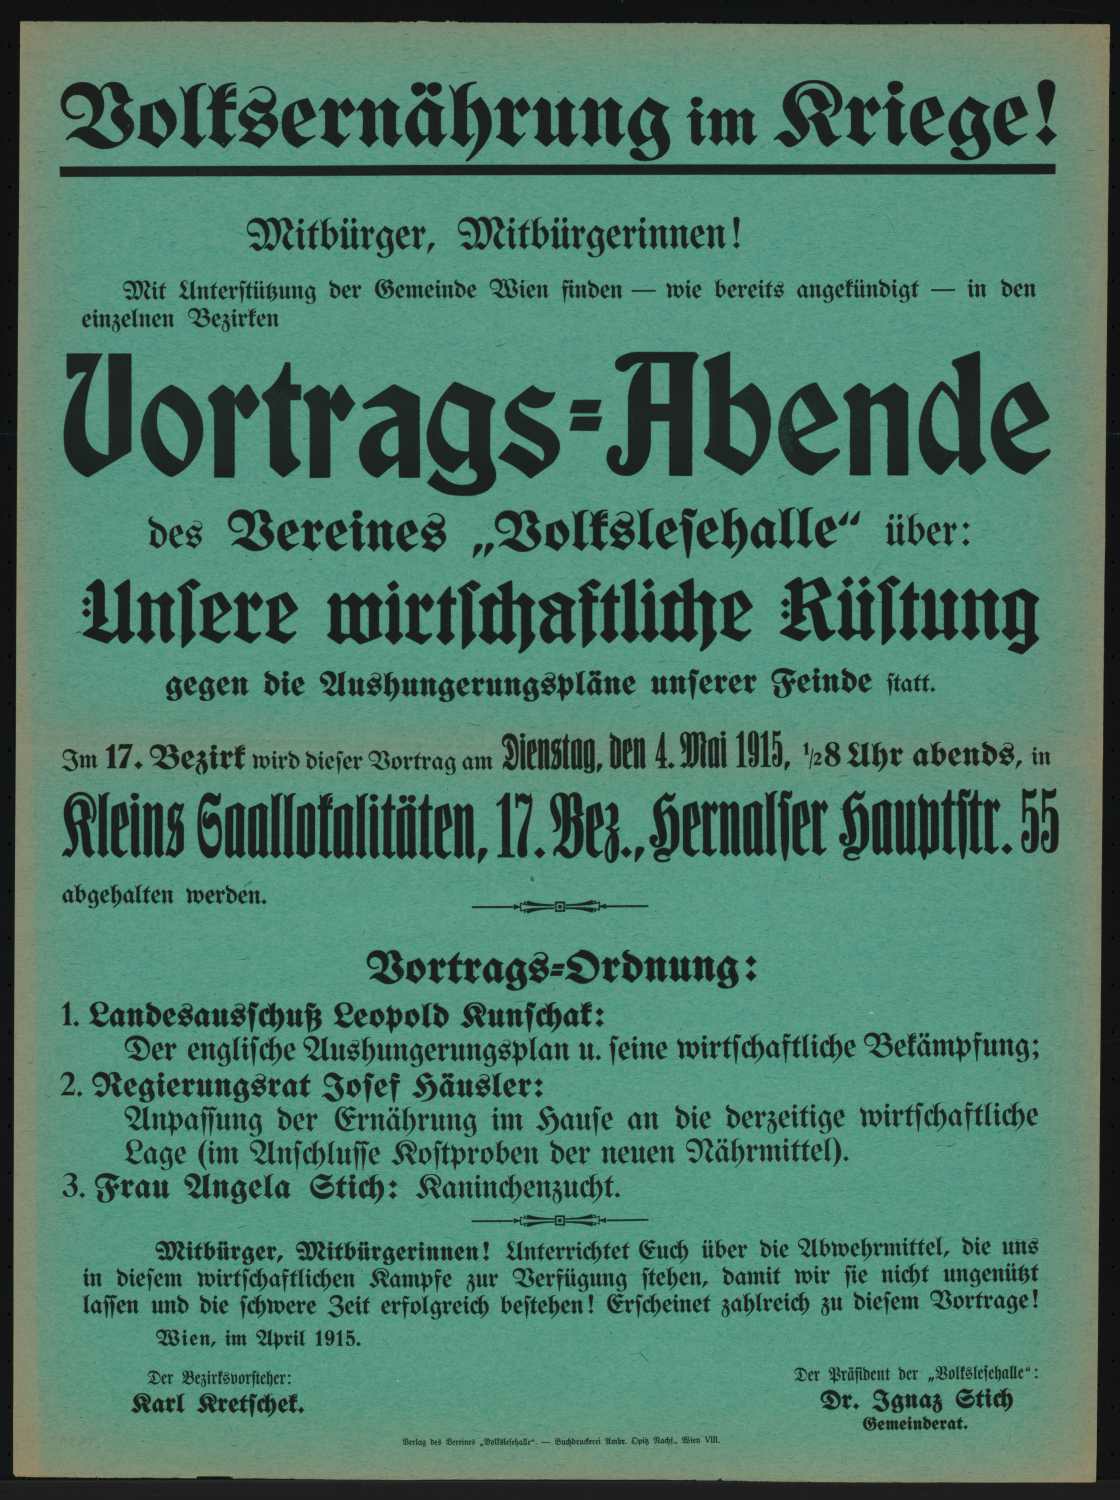 Volksernährung im Kriege!
Mitbürger, Mitbürgerinnen!
Mit Unterstützung der Gemeinde Wien finden — wie bereits angekündigt — in den
einzelnen Bezirken
Vortrags-Abende
des Vereines „Volkslesehalle“ über:
Unsere wirtschaftliche Rüstung
gegen die Aushungerungspläne unserer Feinde statt.
Im 17. Bezirk wird dieser Vortrag am Dienstag, den 4. Mai 1915, 1/28 Uhr abends, in
Kleins Saallokalitäten, 17. Bez., Hernalser Hauptstr. 55
abgehalten werden.
Vortrags-Ordnung:
1. Landesausschuß Leopold Kunschak:
Der englische Aushungerungsplan u. seine wirtschaftliche Bekämpfung;
2. Regierungsrat Josef Häusler:
Anpassung der Ernährung im Hause an die derzeitige wirtschaftliche
Lage (im Anschlusse Kostproben der neuen Nährmittel).
3. Frau Angela Stich: Kaninchenzucht.
Mitbürger, Mitbürgerinnen! Unterrichtet Euch über die Abwehrmittel, die uns
in diesem wirtschaftlichen Kampfe zur Verfügung stehen, damit wir sie nicht ungenützt
lassen und die schwere Zeit erfolgreich bestehen! Erscheinet zahlreich zu diesem Vortrage!
Wien, im April 1915.
Der Bezirksvorsteher:
Karl Kretschek.
Der Präsident der „Volkslesehalle“:
Dr. Ignaz Stich
Gemeinderat.
Verlag des Vereines „Volkslesehalle“. — Buchdruckerei Ambr. Opitz Nachf., Wien VIII.